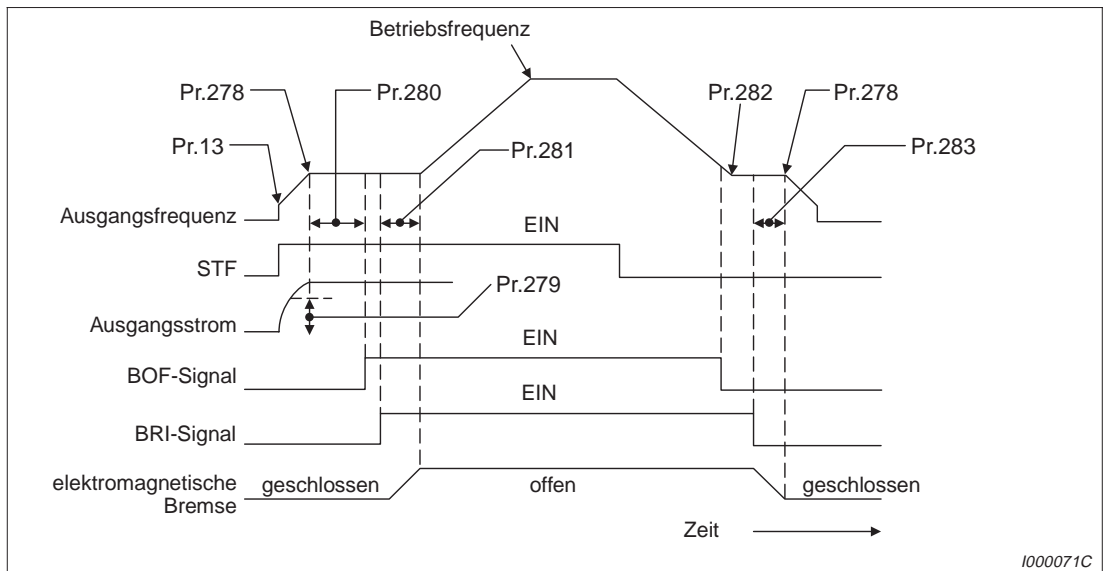 Betriebsfrequenz
Pr.278
Pr.280
Pr.282
Pr.278
Pr.13
Pr.281
Pr.283
Ausgangsfrequenz
EIN
STF
Pr.279
Ausgangsstrom
EIN
BOF-Signal
EIN
BRI-Signal
elektromagnetische
Bremse
geschlossen
offen
geschlossen
Zeit
I000071C